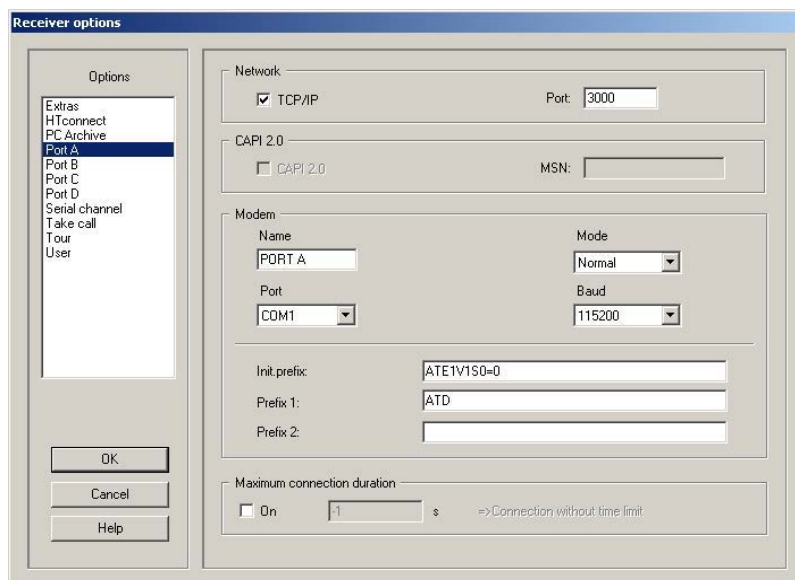 Receiver options
Options
Extras
HTconnect
PC Archive
Port A
Port B
Port C
Port D
Serial channel
Take call
Tour
User
OK
Cancel
Help
Network
TCP/IP
Port: 3000
CAPI 2.0
CAPI 2.0
MSN:
Modem
Name
Mode
PORT A
Normal
Port
Baud
COM1
115200
Init.prefix: ATE1V1S0=0
Prefix 1: ATD
Prefix 2:
Maximum connection duration
On -1 s =>Connection without time limit